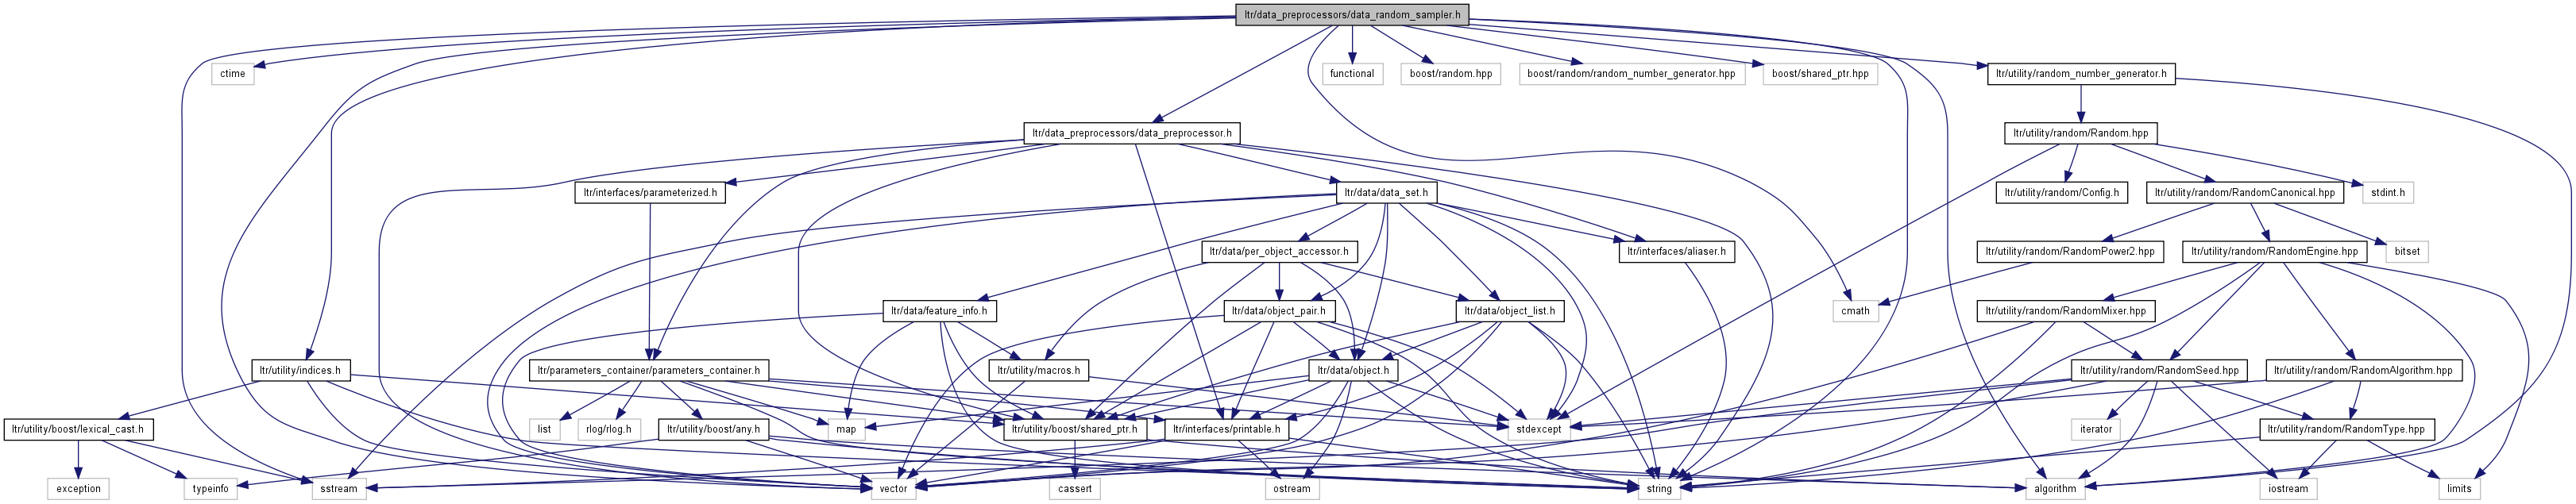 ltr/data_preprocessors/data_random_sampler.h
ctime
functional
boost/random.hpp
boost/random/random_number_generator.hpp
boost/shared_ptr.hpp
ltr/utility/random_number_generator.h
ltr/data_preprocessors/data_preprocessor.h
ltr/utility/random/Random.hpp
ltr/interfaces/parameterized.h
ltr/data/data_set.h
ltr/utility/random/Config.h
ltr/utility/random/RandomCanonical.hpp
stdint.h
ltr/data/per_object_accessor.h
ltr/interfaces/aliaser.h
ltr/utility/random/RandomPower2.hpp
ltr/utility/random/RandomEngine.hpp
bitset
ltr/data/feature_info.h
ltr/data/object_pair.h
ltr/data/object_list.h
cmath
ltr/utility/random/RandomMixer.hpp
ltr/utility/indices.h
ltr/parameters_container/parameters_container.h
ltr/utility/macros.h
ltr/data/object.h
ltr/utility/random/RandomSeed.hpp
ltr/utility/random/RandomAlgorithm.hpp
ltr/utility/boost/lexical_cast.h
list
rlog/rlog.h
ltr/utility/boost/any.h
map
ltr/utility/boost/shared_ptr.h
ltr/interfaces/printable.h
stdexcept
iterator
ltr/utility/random/RandomType.hpp
exception
typeinfo
sstream
vector
cassert
ostream
string
algorithm
iostream
limits